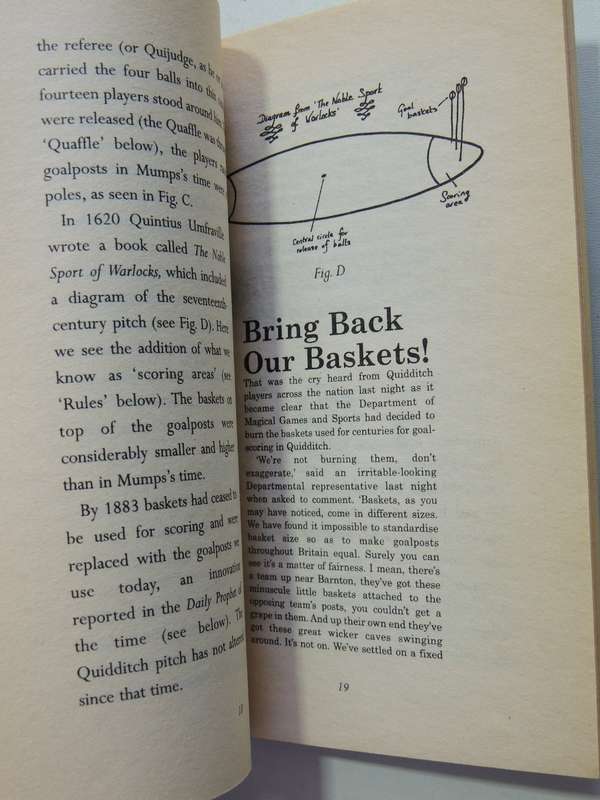 the referee (or Quijudge, as he
carried the four balls into the
fourteen players stood around
were released (the Quaffle was
'Quaffle' below), the players
goalposts in Mumps's time were
poles, as seen in Fig. C.
In 1620 Quintius Umfraville
wrote a book called The Noble
Sport of Warlocks, which included
a diagram of the seventeenth-
century pitch (see Fig. D). Here
we see the addition of what we
know as 'scoring areas' (see
'Rules' below). The baskets on
top of the goalposts were
considerably smaller and higher
than in Mumps's time.
By 1883 baskets had ceased to
be used for scoring and were
replaced with the goalposts we
use today, an innovation
reported in the Daily Prophet of
the time (see below). The
Quidditch pitch has not altered
since that time.
18
Diagram from 'The Noble Sport
of Warlocks'
Goal
baskets
Scoring
area
Central circle for
release of balls
Fig. D
Bring Back
Our Baskets!
That was the cry heard from Quidditch
players across the nation last night as it
became clear that the Department of
Magical Games and Sports had decided to
burn the baskets used for centuries for goal-
scoring in Quidditch.
'We're not burning them, don't
exaggerate,' said an irritable-looking
Departmental representative last night
when asked to comment. 'Baskets, as you
may have noticed, come in different sizes.
We have found it impossible to standardise
basket size so as to make goalposts
throughout Britain equal. Surely you can
see it's a matter of fairness. I mean, there's
a team up near Barnton, they've got these
minuscule little baskets attached to the
opposing team's posts, you couldn't get a
grape in them. And up their own end they've
got these great wicker caves swinging
around. It's not on. We've settled on a fixed
19